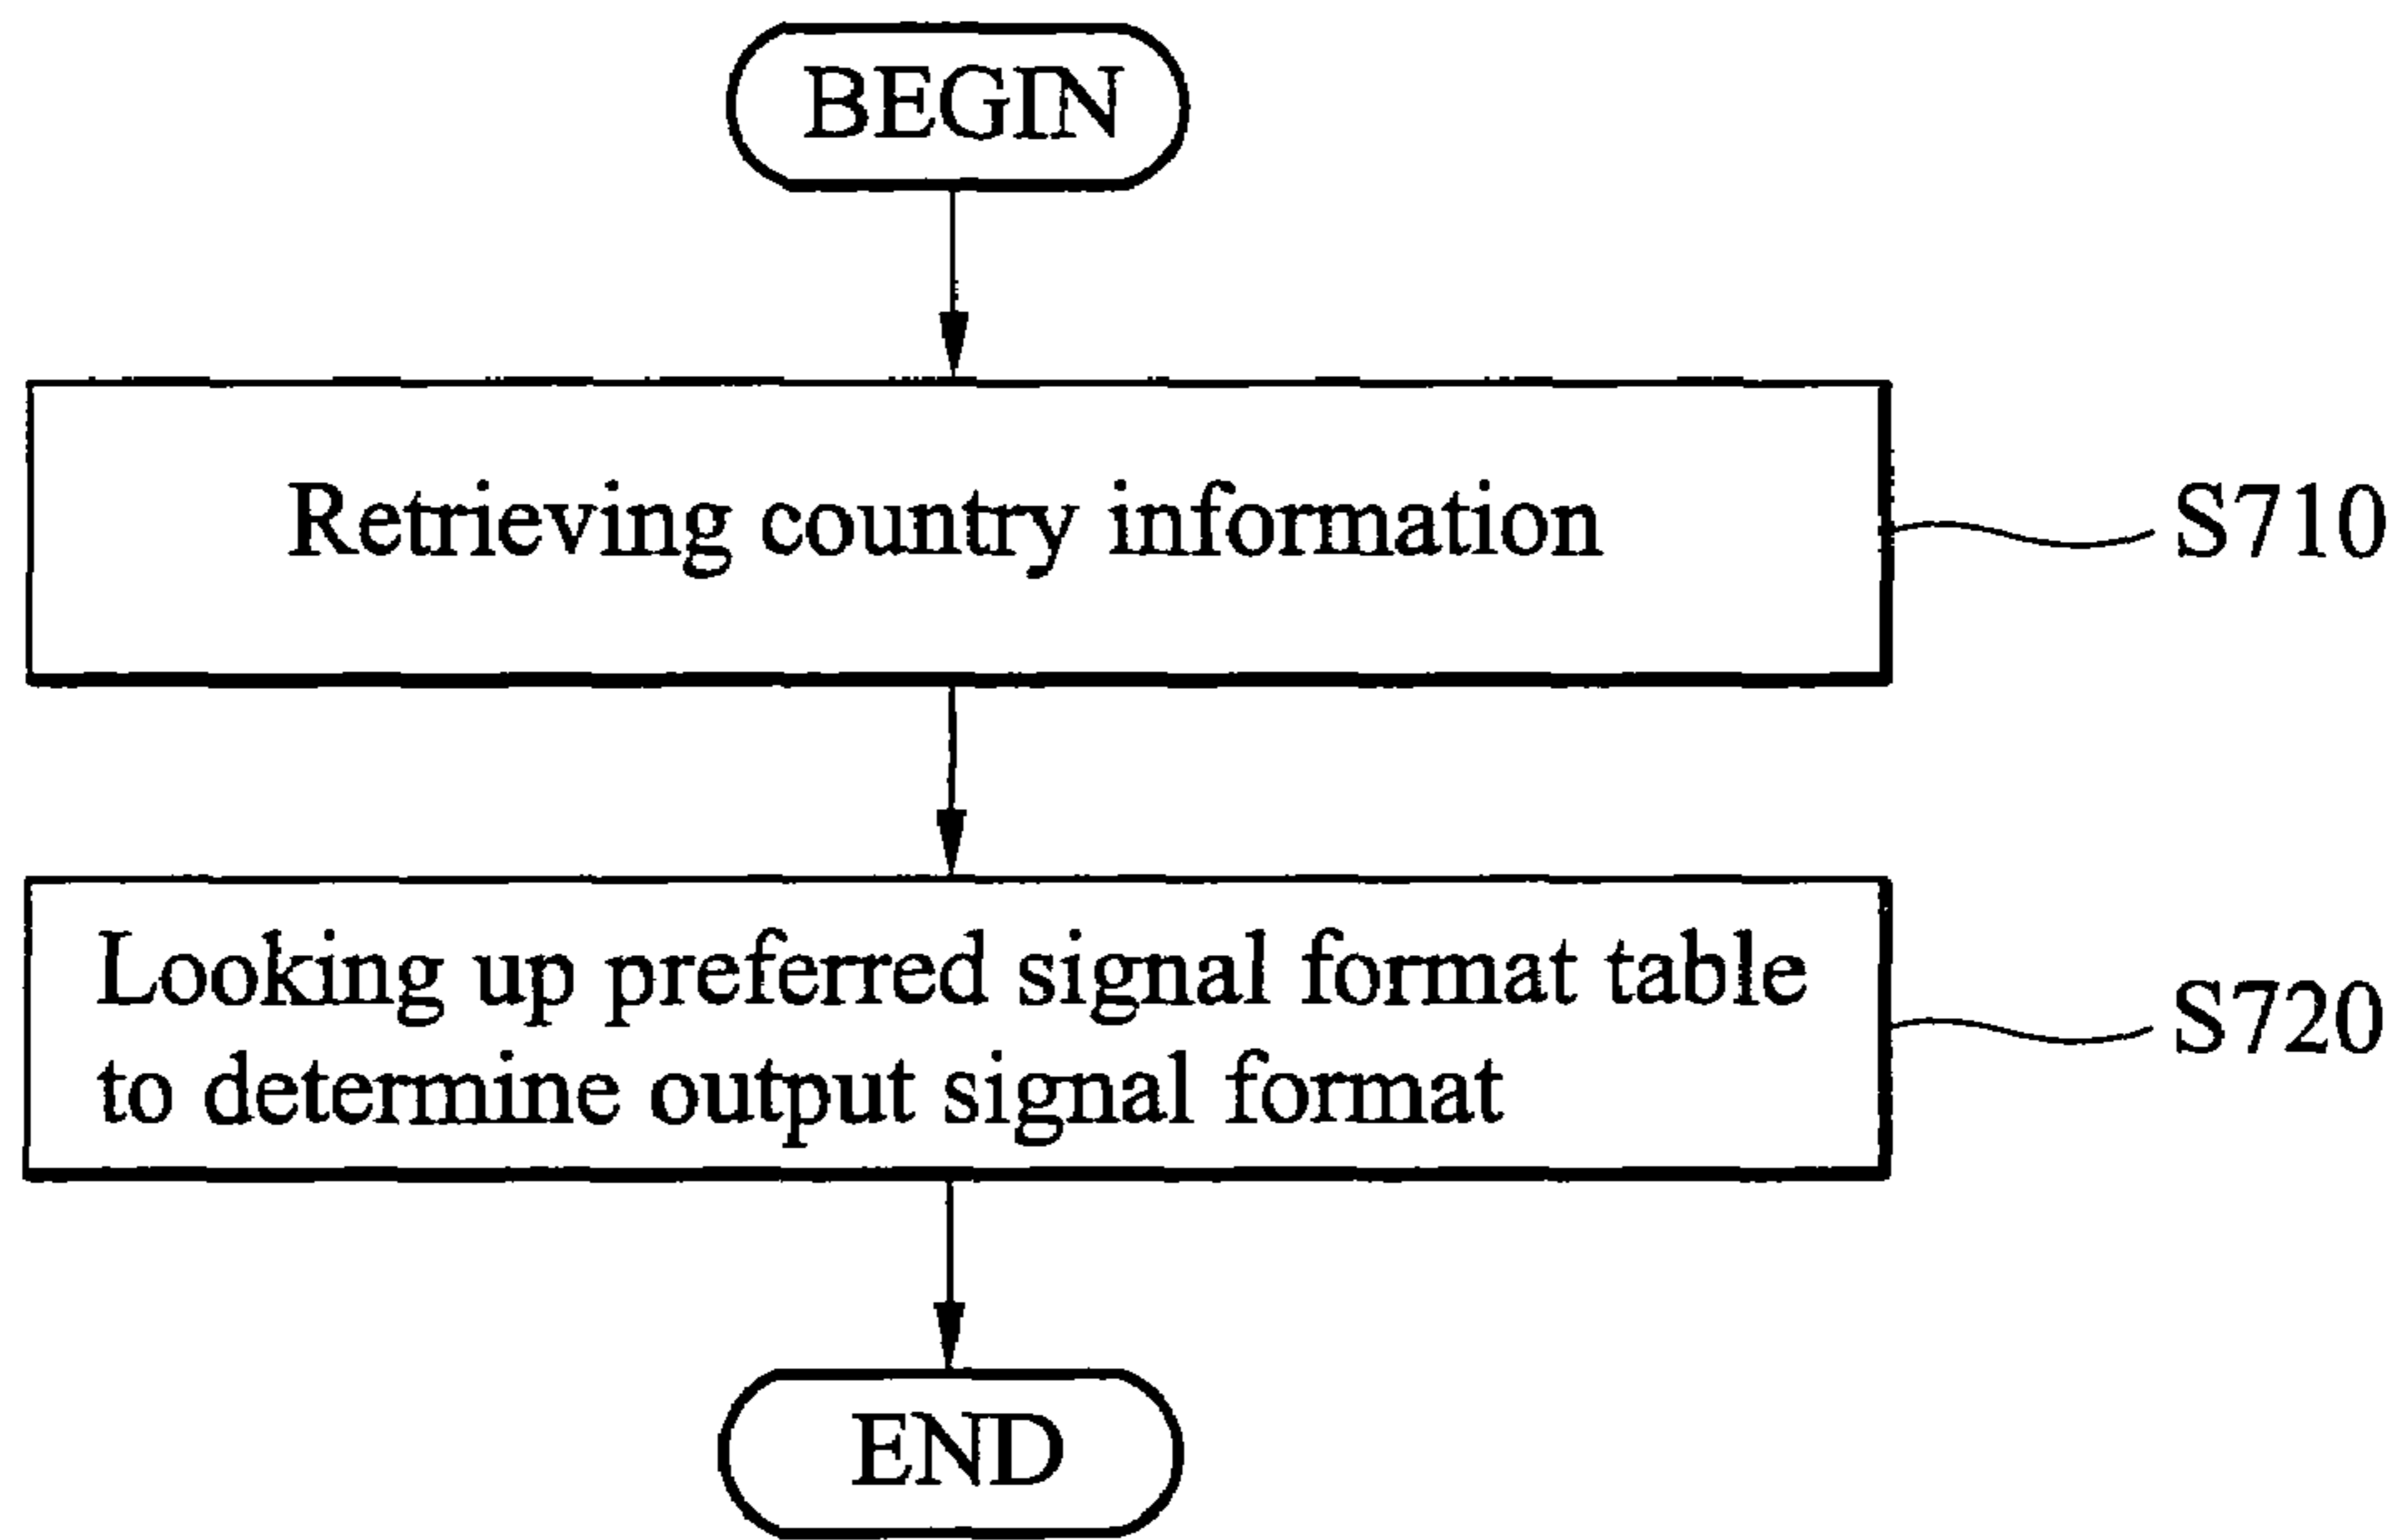 BEGIN
Retrieving country information
S710
Looking up preferred signal format table
to determine output signal format
S720
END